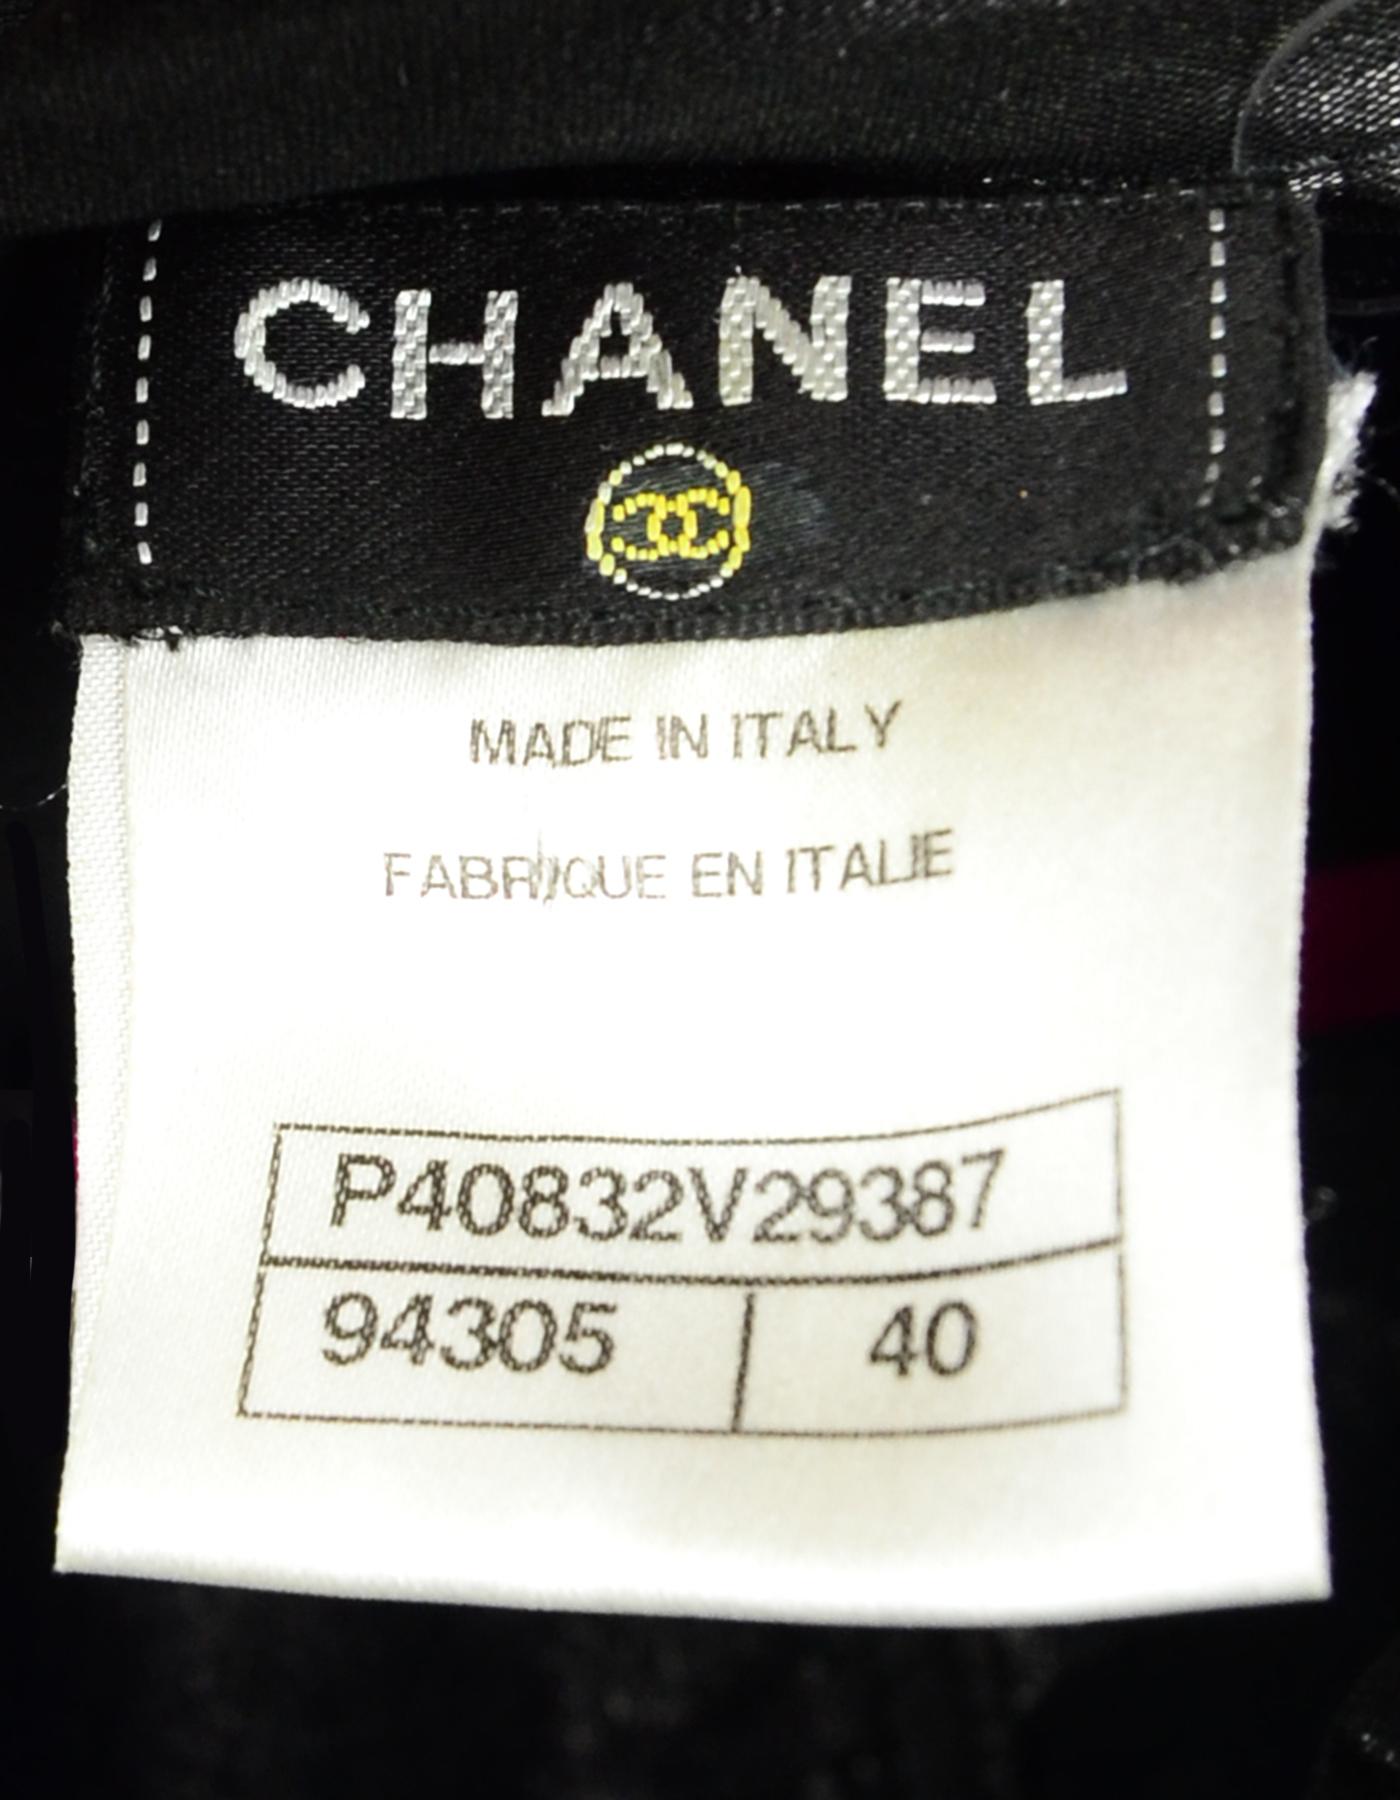 CHANEL
MADE IN ITALY
FABRIQUE EN ITALIE
P40832V29387
94305 40